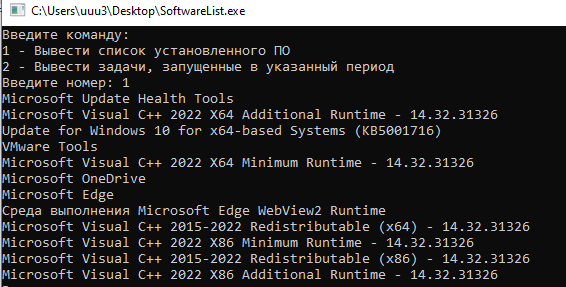 C:\Users\uuu3\Desktop\SoftwareList.exe
Введите команду:
1 - Вывести список установленного ПО
2 - Вывести задачи, запущенные в указанный период
Введите номер: 1
Microsoft Update Health Tools
Microsoft Visual C++ 2022 X64 Additional Runtime - 14.32.31326
Update for Windows 10 for x64-based Systems (KB5001716)
VMware Tools
Microsoft Visual C++ 2022 X64 Minimum Runtime - 14.32.31326
Microsoft OneDrive
Microsoft Edge
Среда выполнения Microsoft Edge WebView2 Runtime
Microsoft Visual C++ 2015-2022 Redistributable (x64) - 14.32.31326
Microsoft Visual C++ 2022 X86 Minimum Runtime - 14.32.31326
Microsoft Visual C++ 2015-2022 Redistributable (x86) - 14.32.31326
Microsoft Visual C++ 2022 X86 Additional Runtime - 14.32.31326